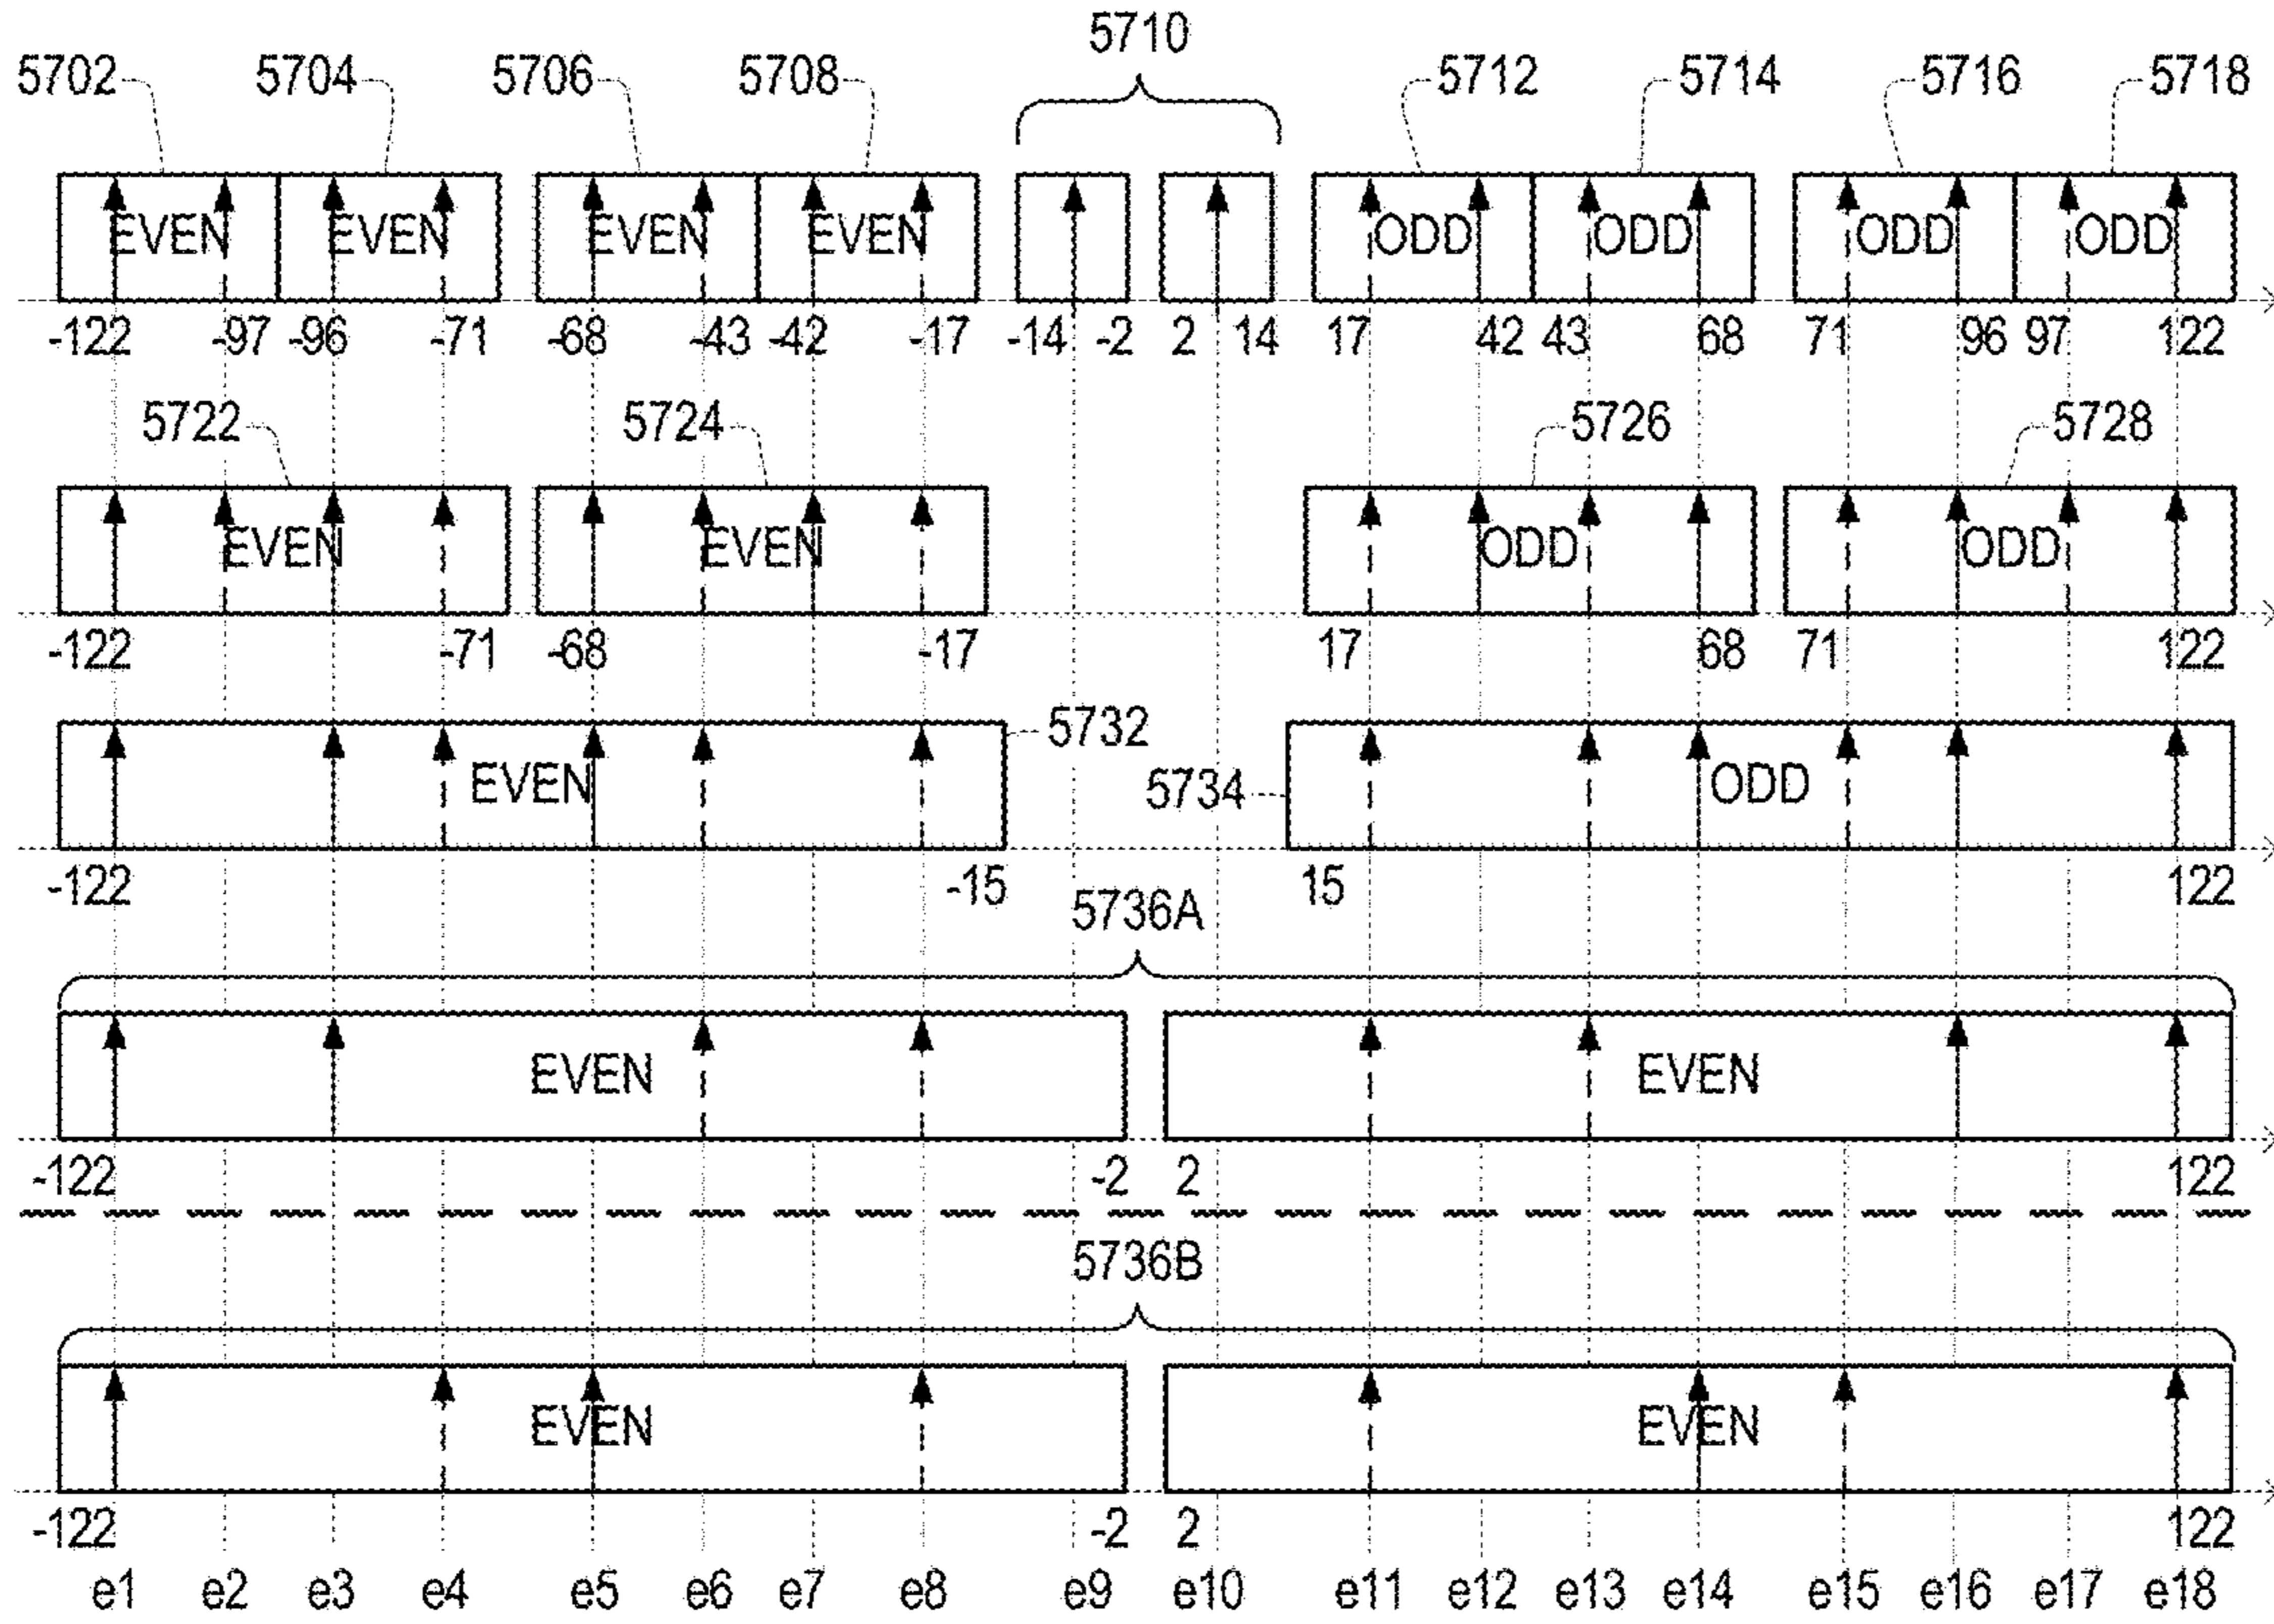 5710
5702 5704 5706 5708 5712 5714 5716 5718
EVEN EVEN EVEN EVEN ODD ODD ODD ODD
-122 -97 -96 -71 -68 -43 -42 -17 -14 -2 2 14 17 42 43 68 71 96 97 122
5722 5724 5726 5728
EVEN EVEN ODD ODD
-122 -71 -68 -17 17 68 71 122
5732
EVEN 5734 ODD
-122 -15 15 122
5736A
EVEN EVEN
-122 -2 2 122
5736B
EVEN EVEN
-122 -2 2 122
e1 e2 e3 e4 e5 e6 e7 e8 e9 e10 e11 e12 e13 e14 e15 e16 e17 e18